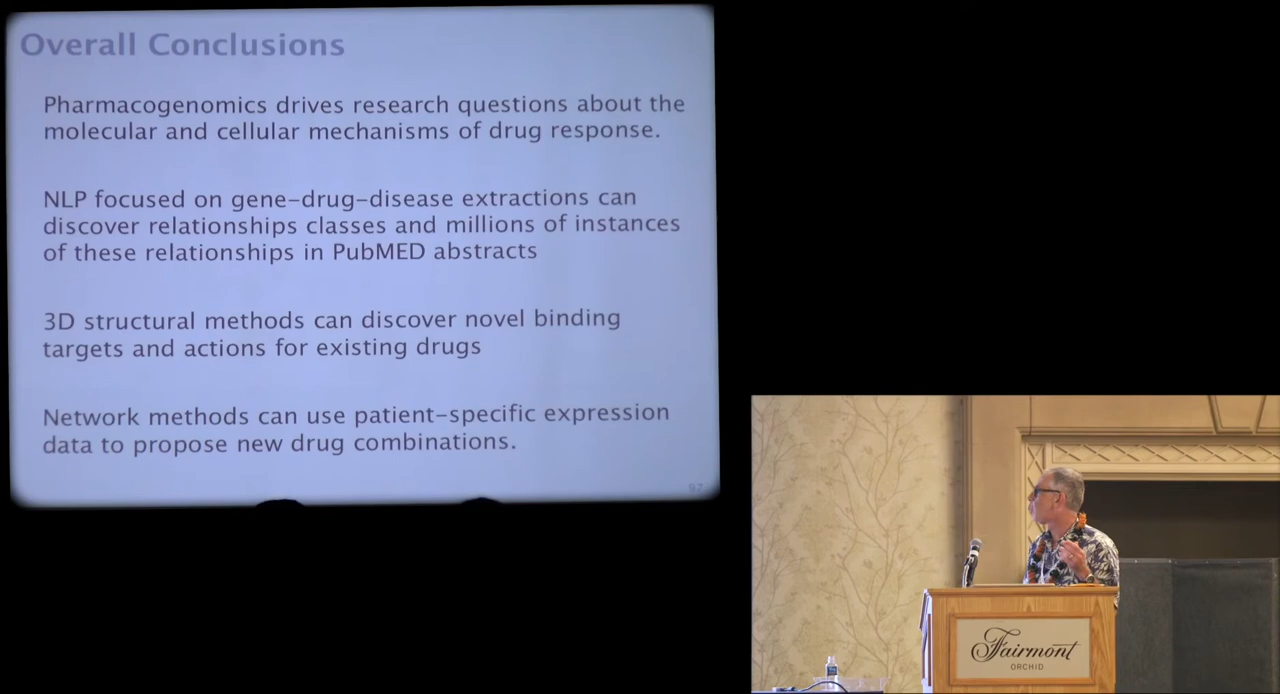 Overall Conclusions
Pharmacogenomics drives research questions about the
molecular and cellular mechanisms of drug response.
NLP focused on gene-drug-disease extractions can
discover relationships classes and millions of instances
of these relationships in PubMED abstracts
3D structural methods can discover novel binding
targets and actions for existing drugs
Network methods can use patient-specific expression
data to propose new drug combinations.
Fairmont
ORCHID